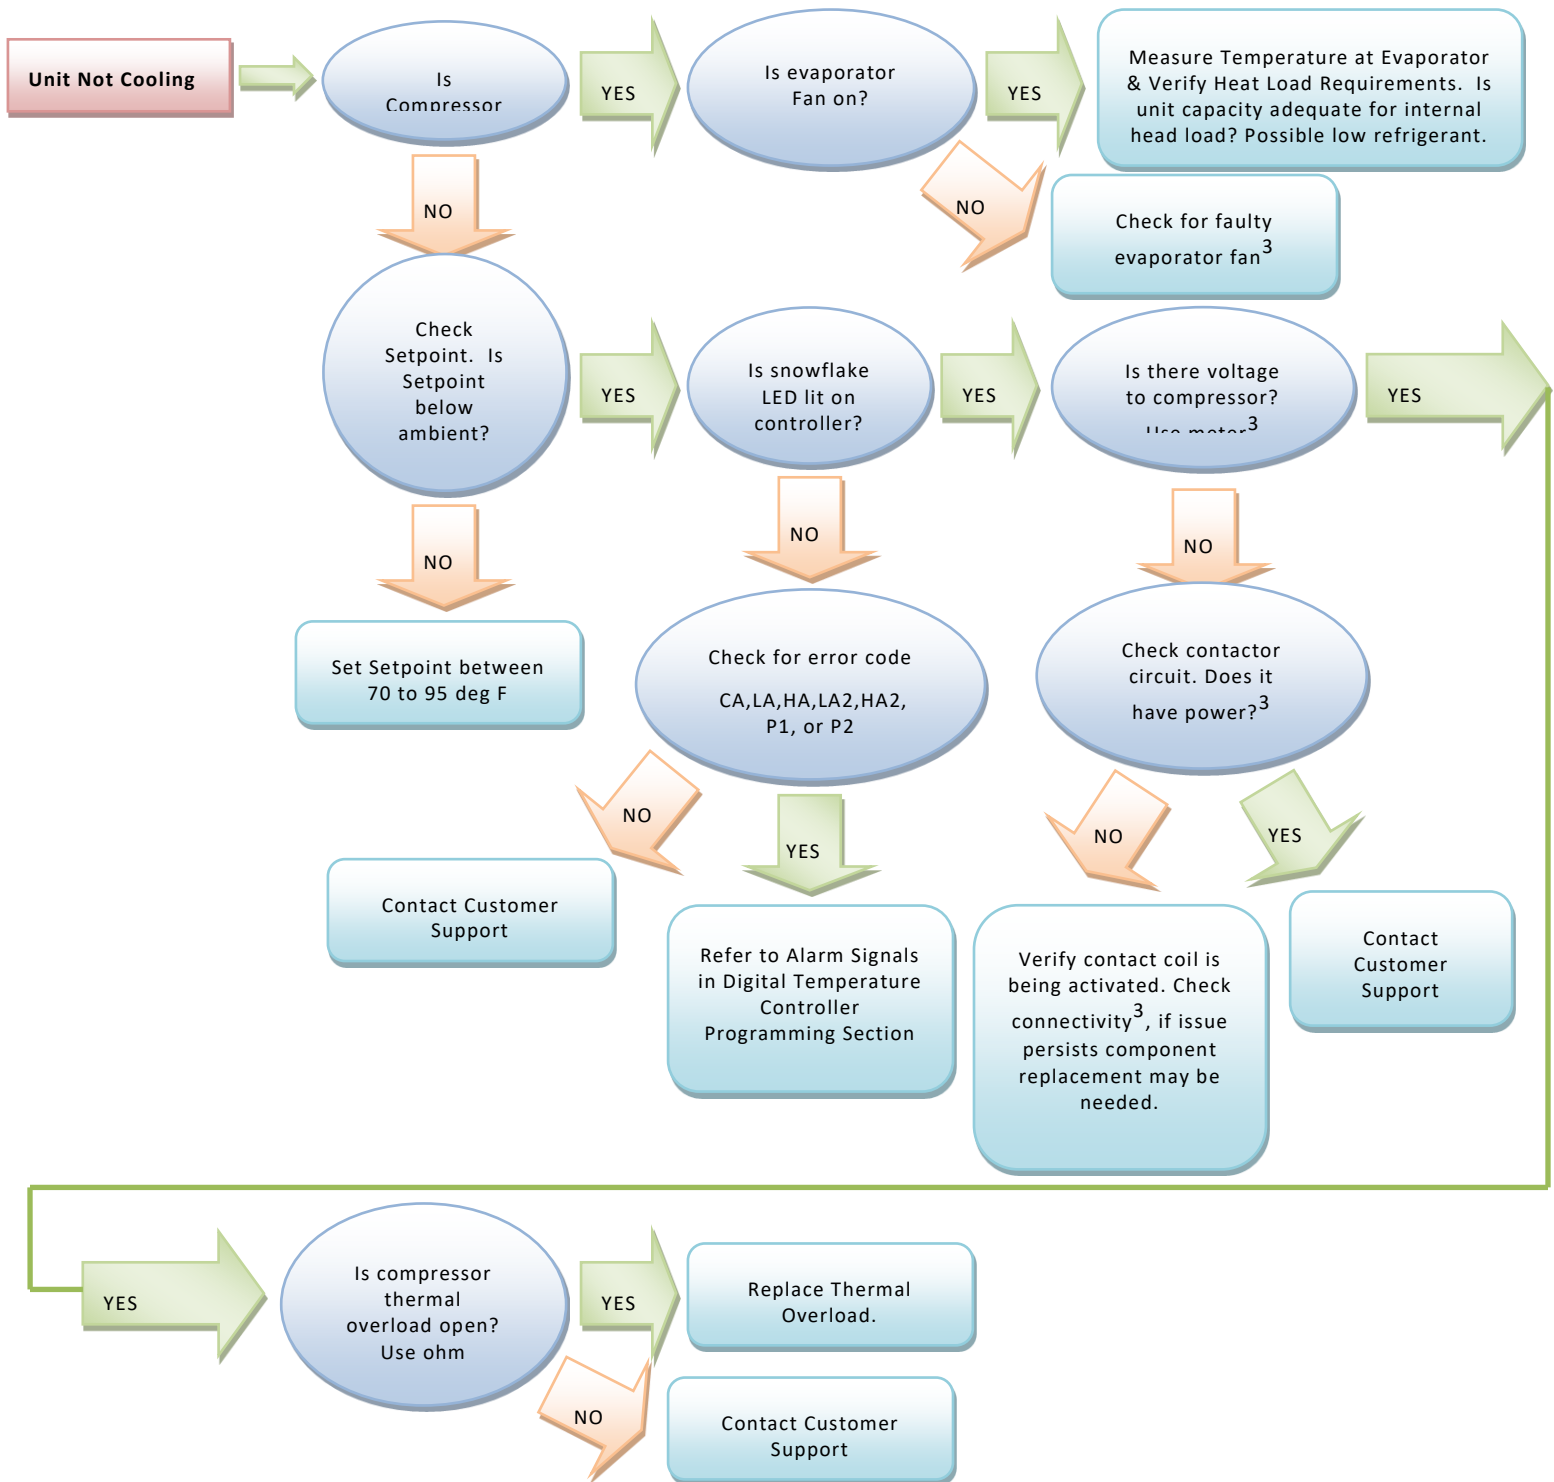 Unit Not Cooling
Is
Compressor
YES
Is evaporator
Fan on?
YES
Measure Temperature at Evaporator
& Verify Heat Load Requirements. Is
unit capacity adequate for internal
head load? Possible low refrigerant.
NO
NO
Check for faulty
evaporator fan3
Check
Setpoint. Is
Setpoint
below
ambient?
YES
Is snowflake
LED lit on
controller?
YES
Is there voltage
to compressor?
Use meter3
YES
NO
NO
NO
Set Setpoint between
70 to 95 deg F
Check for error code
CA,LA,HA,LA2,HA2,
P1, or P2
Check contactor
circuit. Does it
have power?3
NO
YES
NO
YES
Contact Customer
Support
Refer to Alarm Signals
in Digital Temperature
Controller
Programming Section
Verify contact coil is
being activated. Check
connectivity3, if issue
persists component
replacement may be
needed.
Contact
Customer
Support
YES
Is compressor
thermal
overload open?
Use ohm
YES
Replace Thermal
Overload.
NO
Contact Customer
Support